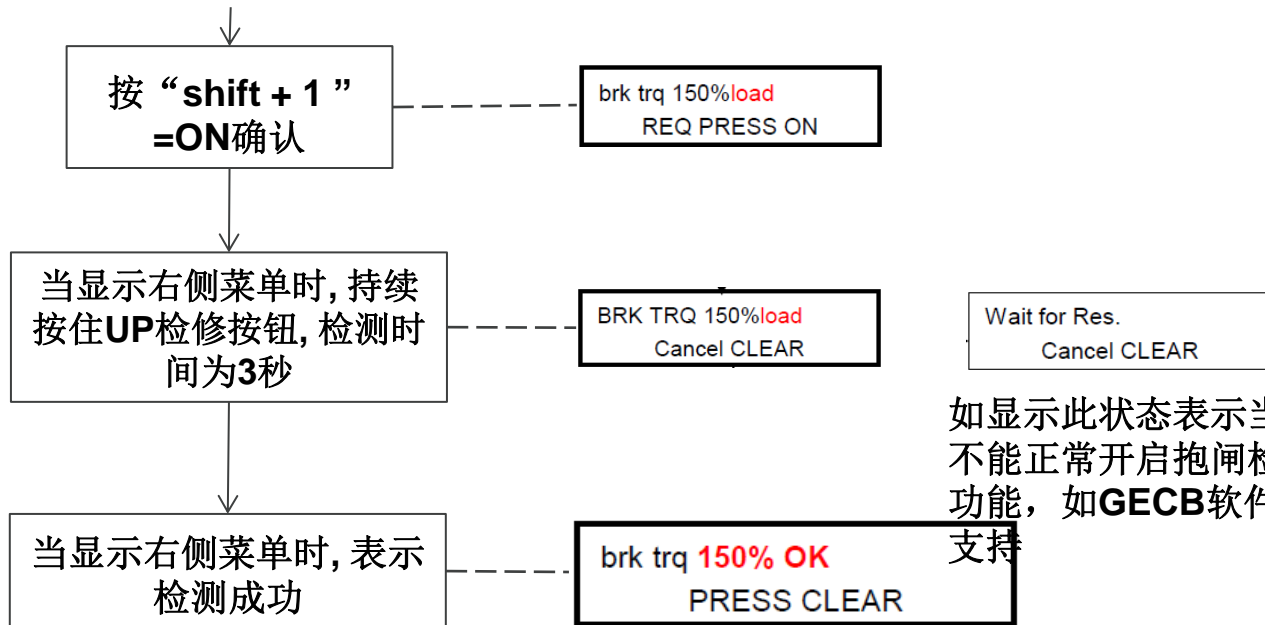 按“shift + 1 ”
=ON确认
brk trq 150%load
REQ PRESS ON
当显示右侧菜单时, 持续
按住UP检修按钮, 检测时
间为3秒
BRK TRQ 150%load
Cancel CLEAR
Wait for Res.
Cancel CLEAR
如显示此状态表示
不能正常开启抱闸
功能，如GECB软件
支持
当显示右侧菜单时, 表示
检测成功
brk trq 150% OK
PRESS CLEAR